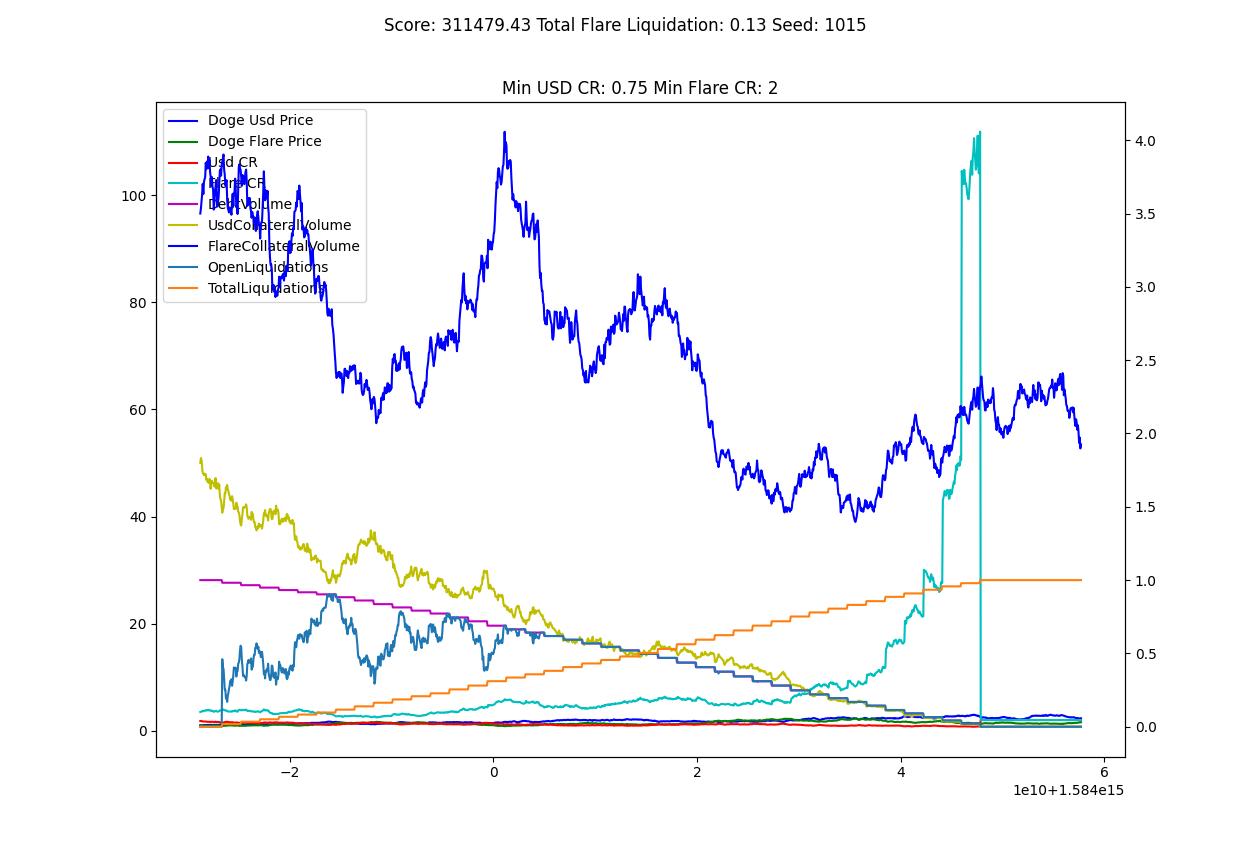 Score: 311479.43 Total Flare Liquidation: 0.13 Seed: 1015
Min USD CR: 0.75 Min Flare CR: 2
Doge Usd Price
Doge Flare Price
Usd CR
Flare CR
DebtVolume
UsdCollateralVolume
FlareCollateralVolume
OpenLiquidations
TotalLiquidations
100
80
60
40
20
0
4.0
3.5
3.0
2.5
2.0
1.5
1.0
0.5
0.0
−2 0 2 4 6
1e10+1.584e15